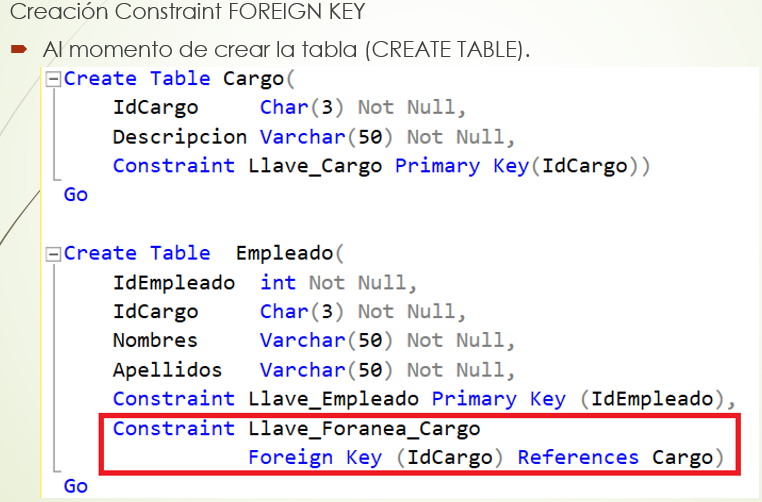 Creación Constraint FOREIGN KEY
Al momento de crear la tabla (CREATE TABLE).
Create Table Cargo(
IdCargo Char(3) Not Null,
Descripcion Varchar(50) Not Null,
Constraint Llave_Cargo Primary Key(IdCargo))
Go
Create Table Empleado(
IdEmpleado int Not Null,
IdCargo Char(3) Not Null,
Nombres Varchar(50) Not Null,
Apellidos Varchar(50) Not Null,
Constraint Llave_Empleado Primary Key (IdEmpleado),
Constraint Llave_Foranea_Cargo
Foreign Key (IdCargo) References Cargo)
Go